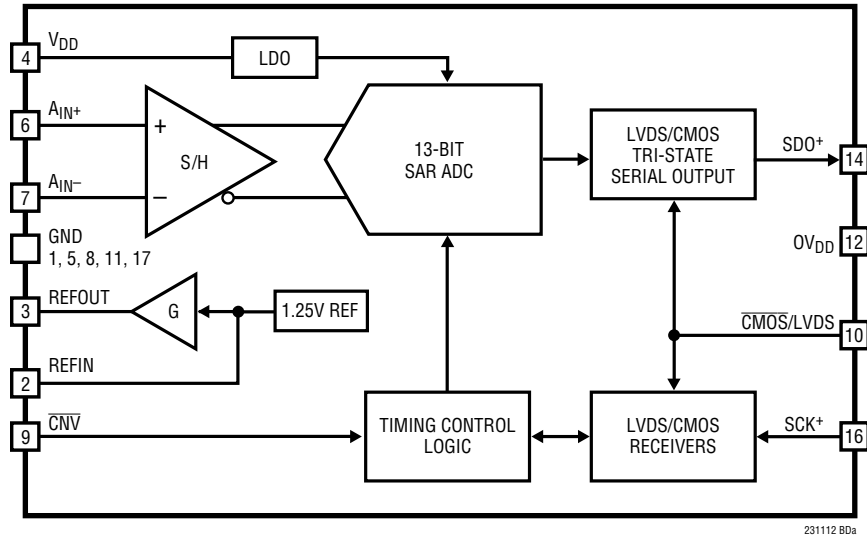 4
V_DD
LDO
6
A_IN+
+
S/H
7
A_IN–
–
13-BIT
SAR ADC
LVDS/CMOS
TRI-STATE
SERIAL OUTPUT
SDO+
14
GND
1, 5, 8, 11, 17
OV_DD
12
3
REFOUT
G
1.25V REF
CMOS/LVDS
10
2
REFIN
9
CNV
TIMING CONTROL
LOGIC
LVDS/CMOS
RECEIVERS
SCK+
16
231112 BDa